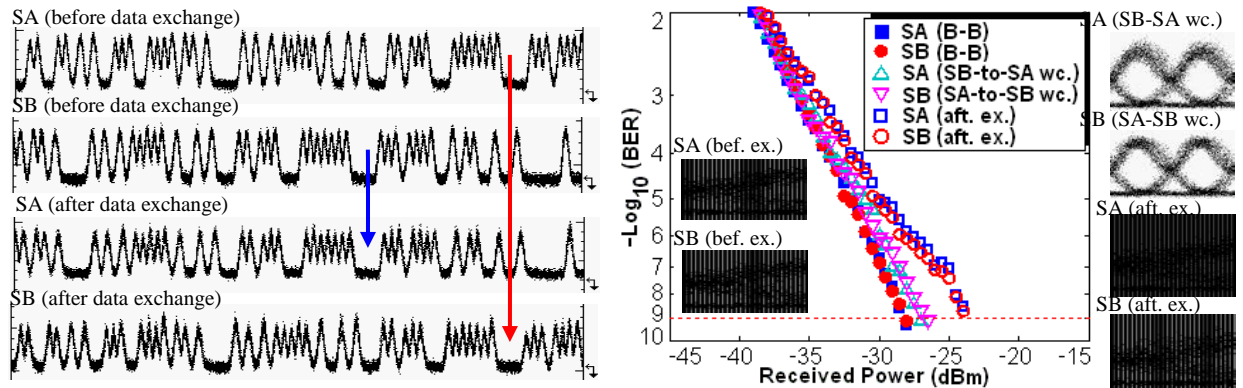 SA (before data exchange)
SB (before data exchange)
SA (after data exchange)
SB (after data exchange)
-Log10 (BER)
2
3
4
5
6
7
8
9
10
SA (B-B)
SB (B-B)
SA (SB-to-SA wc.)
SB (SA-to-SB wc.)
SA (aft. ex.)
SB (aft. ex.)
SA (bef. ex.)
SB (bef. ex.)
-45 -35 -25 -15
Received Power (dBm)
SA (SB-SA wc.)
SB (SA-SB wc.)
SA (aft. ex.)
SB (aft. ex.)